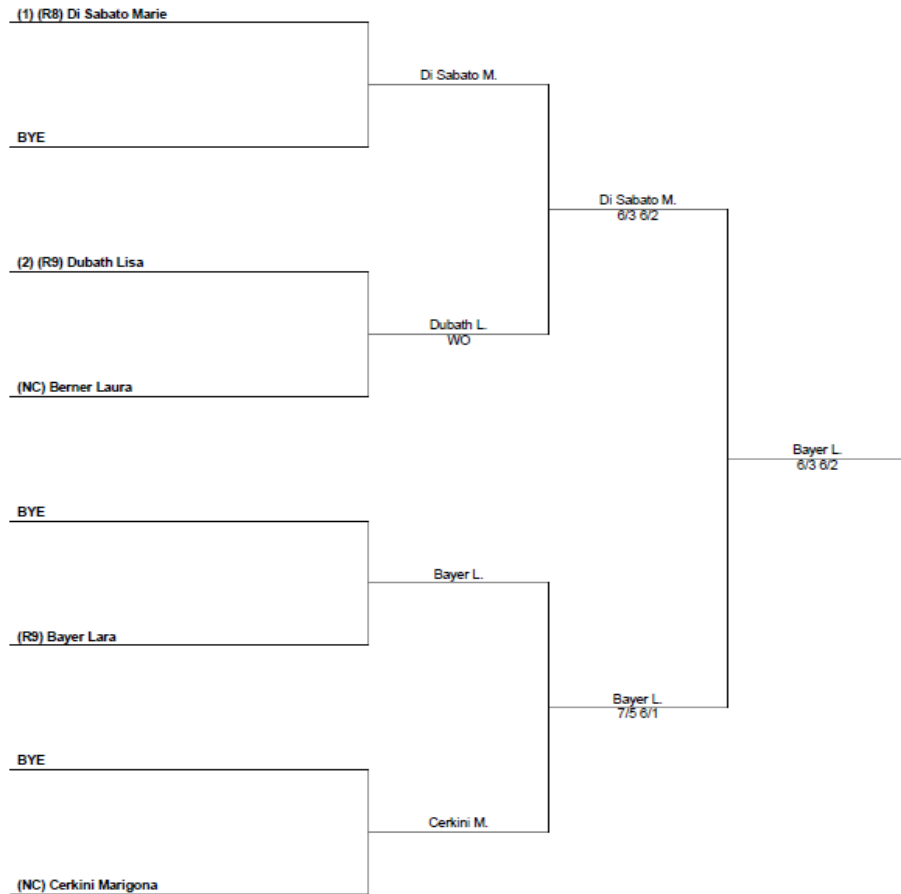 (1) (R8) Di Sabato Marie
Di Sabato M.
BYE
Di Sabato M.
6/3 6/2
(2) (R9) Dubath Lisa
Dubath L.
WO
(NC) Berner Laura
Bayer L.
6/3 6/2
BYE
Bayer L.
(R9) Bayer Lara
Bayer L.
7/5 6/1
BYE
Cerkini M.
(NC) Cerkini Marigona